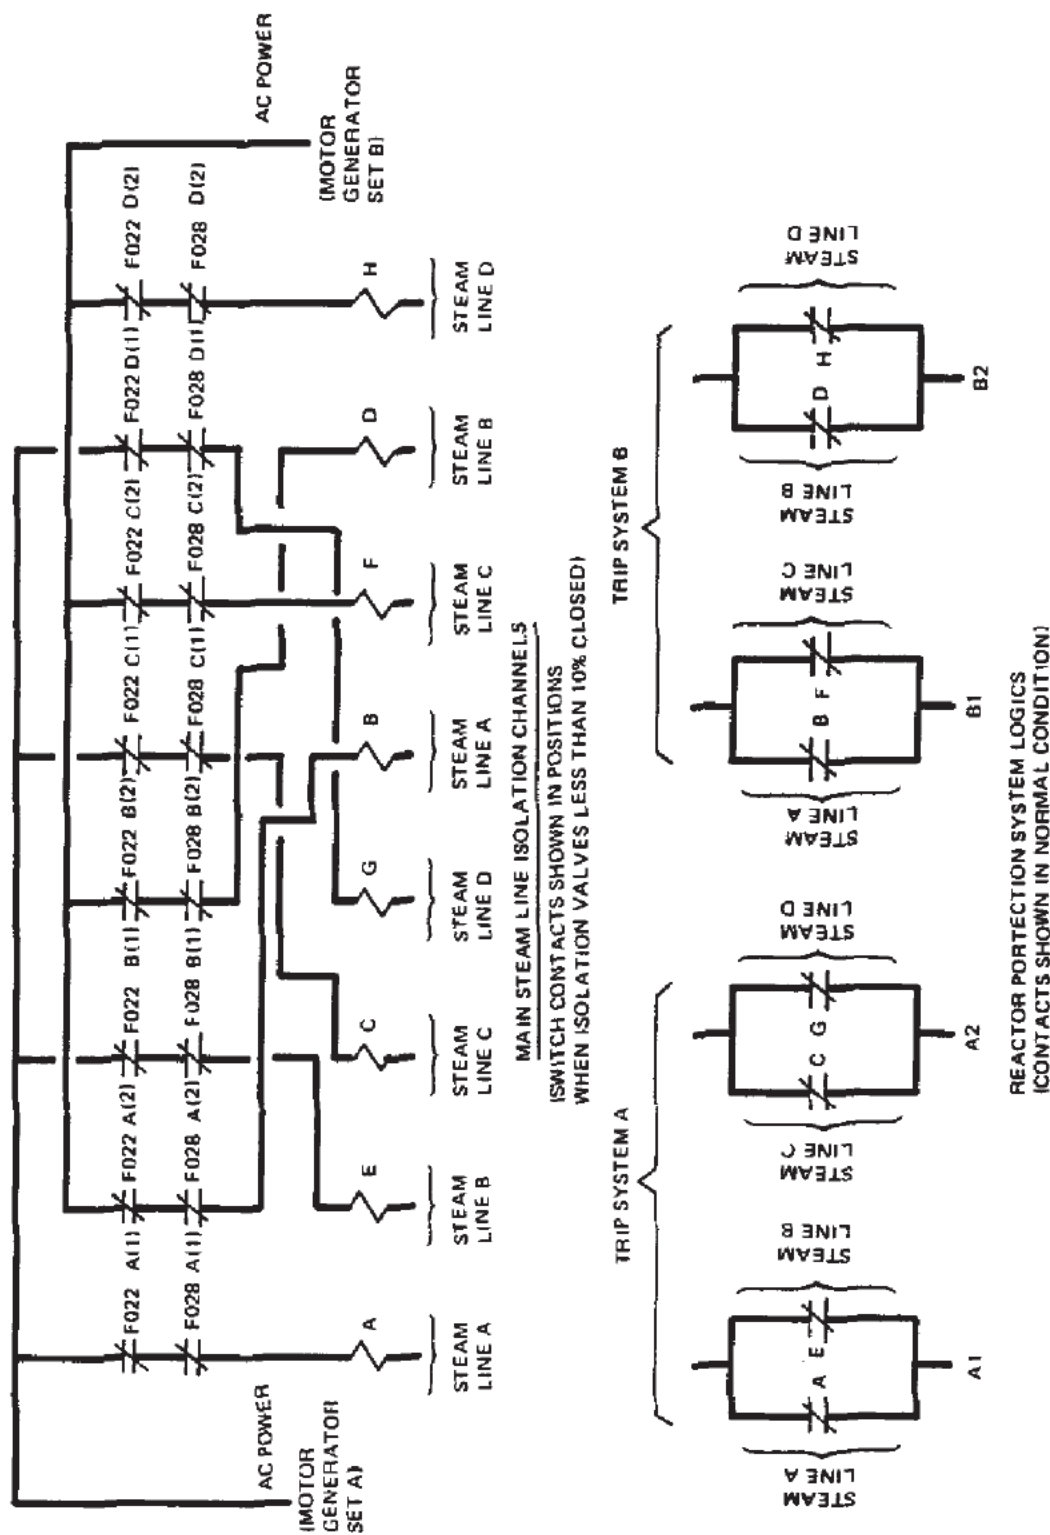 AC POWER
(MOTOR
GENERATOR
SET A)
AC POWER
(MOTOR
GENERATOR
SET B)
F022 A(1)
F022 A(2)
F022 B(1)
F022 B(2)
F022 C(1)
F022 C(2)
F022 D(1)
F022 D(2)
F028 A(1)
F028 A(2)
F028 B(1)
F028 B(2)
F028 C(1)
F028 C(2)
F028 D(1)
F028 D(2)
A
E
C
G
B
F
D
H
STEAM
LINE A
STEAM
LINE B
STEAM
LINE C
STEAM
LINE D
STEAM
LINE A
STEAM
LINE C
STEAM
LINE B
STEAM
LINE D
MAIN STEAM LINE ISOLATION CHANNELS
(SWITCH CONTACTS SHOWN IN POSITIONS
WHEN ISOLATION VALVES LESS THAN 10% CLOSED)
TRIP SYSTEM A
TRIP SYSTEM B
STEAM
LINE A
A
E
STEAM
LINE B
STEAM
LINE C
C
G
STEAM
LINE D
STEAM
LINE A
B
F
STEAM
LINE C
STEAM
LINE B
D
H
STEAM
LINE D
A1
A2
B1
B2
REACTOR PORTECTION SYSTEM LOGICS
(CONTACTS SHOWN IN NORMAL CONDITION)